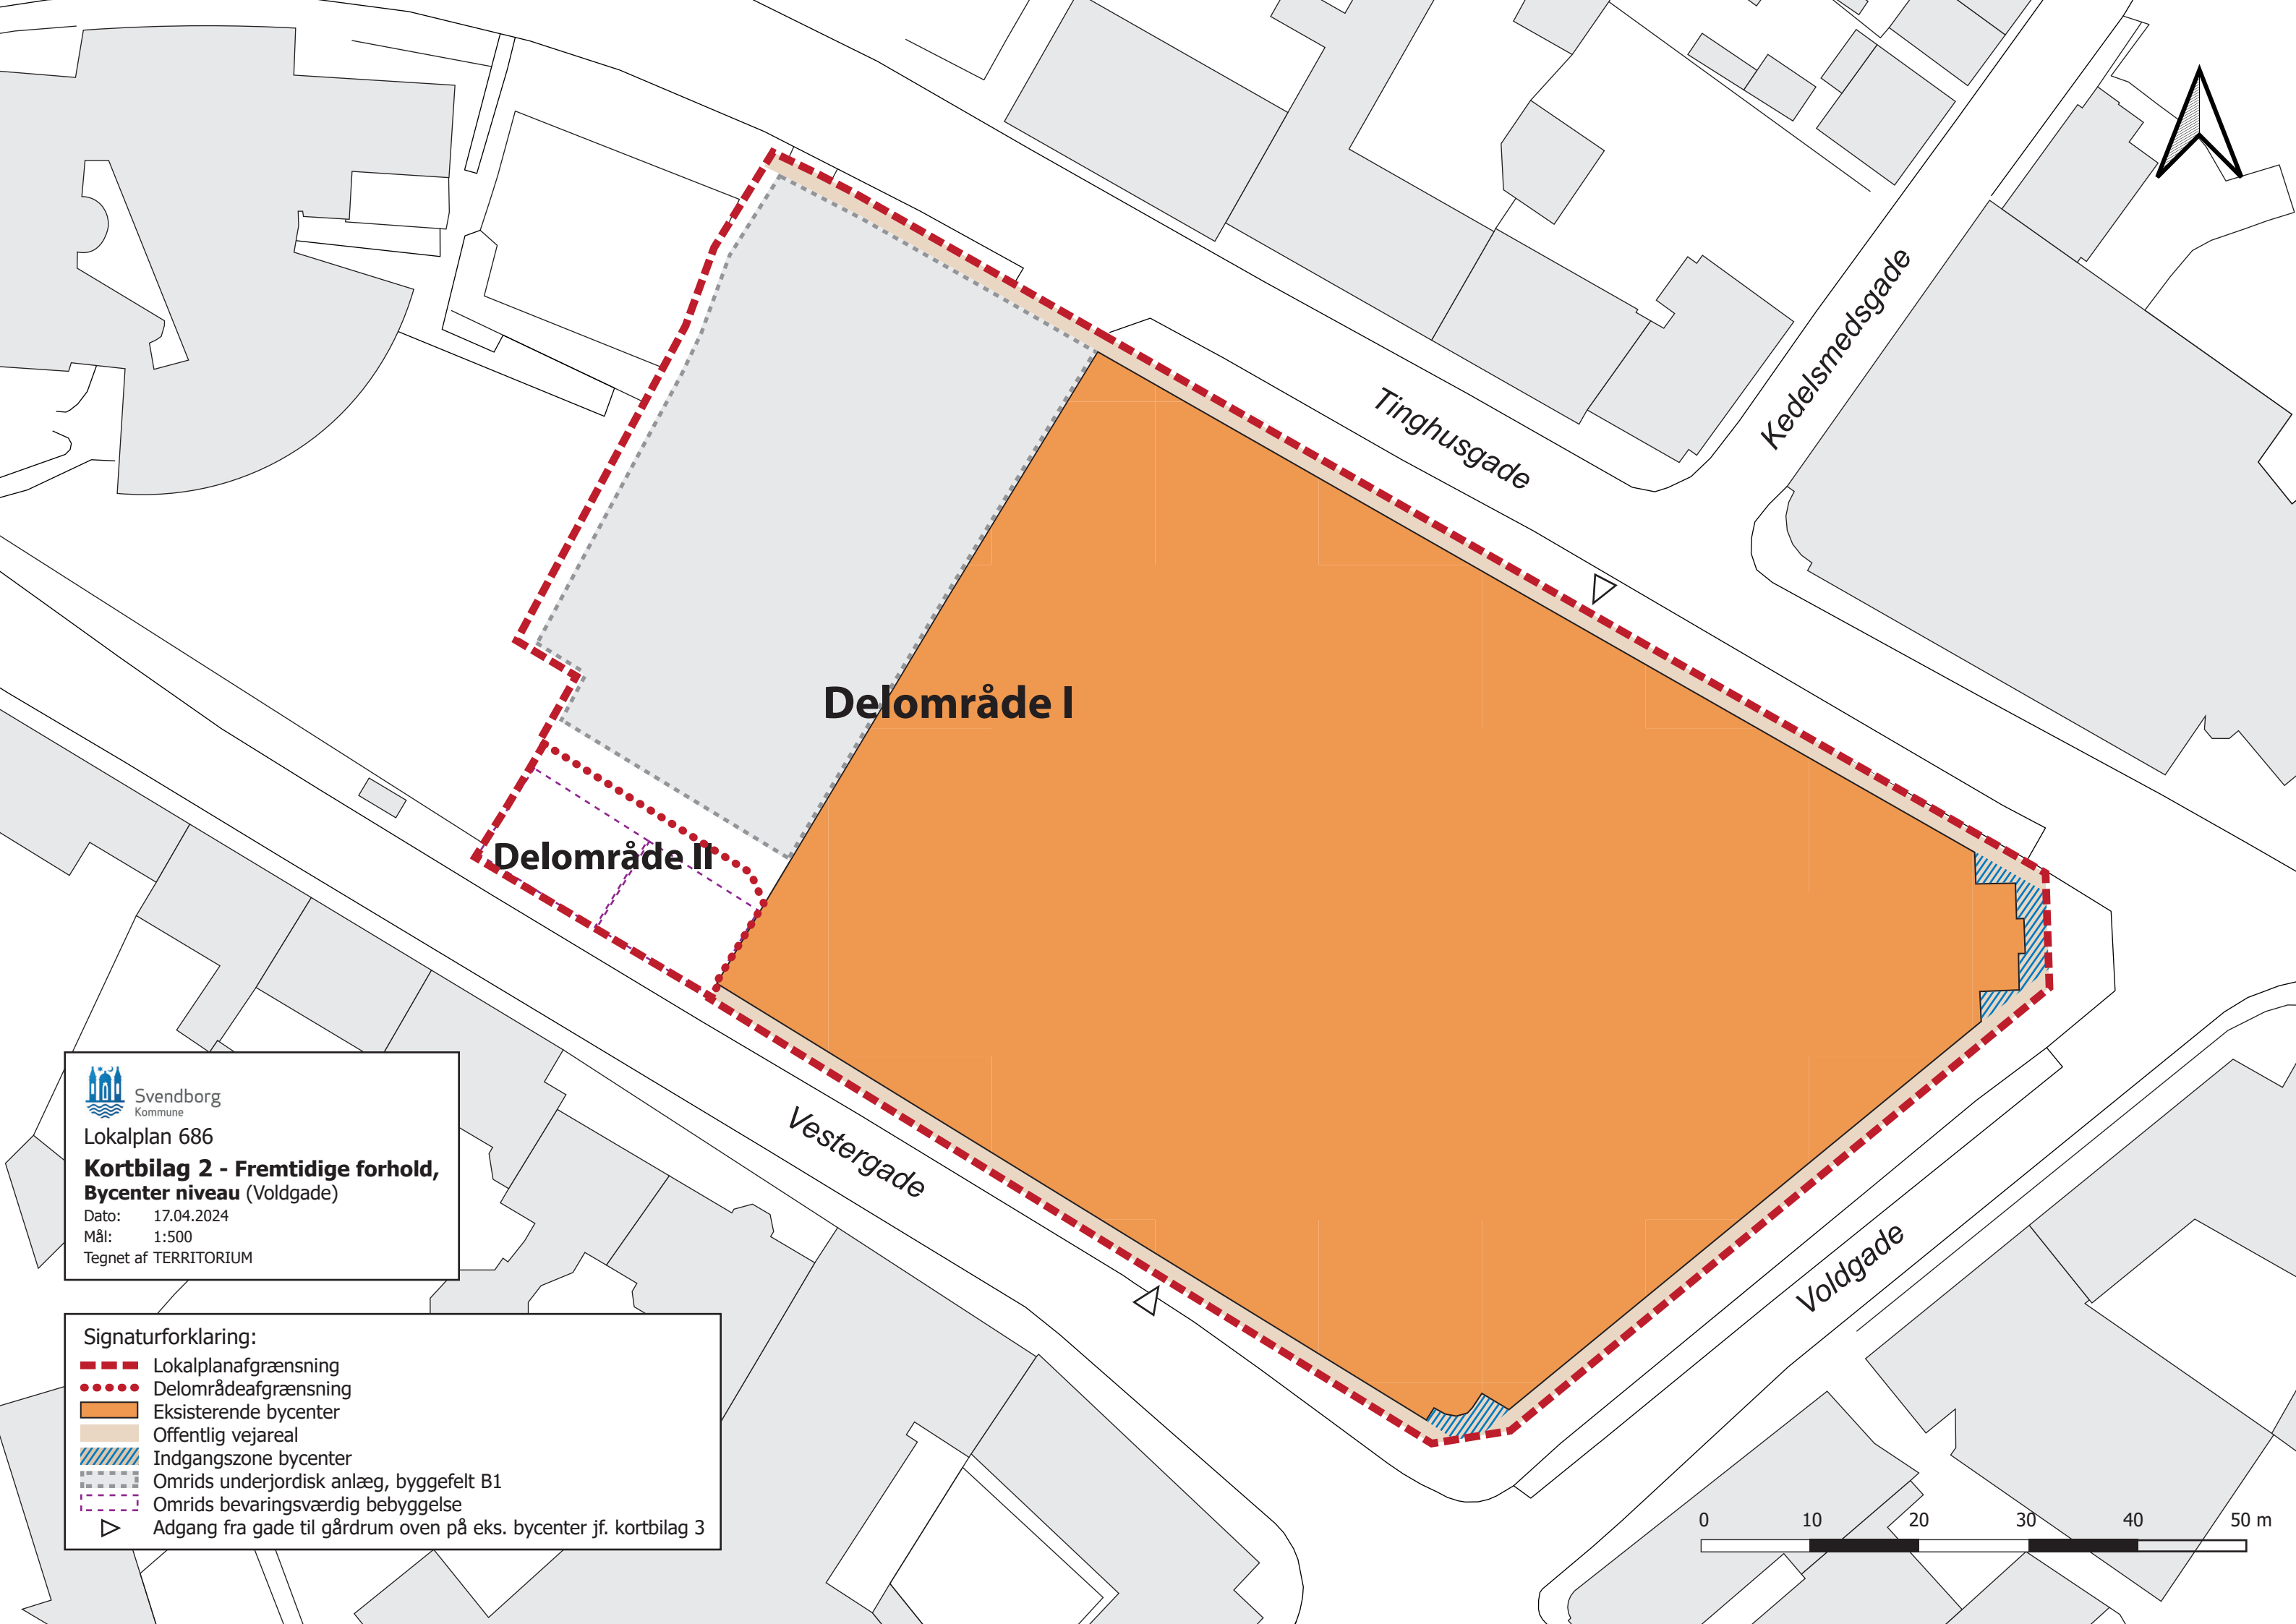 Kedelsmedsgade
Tinghusgade
Delområde I
Delområde II
Vestergade
Voldgade
Svendborg
Kommune
Lokalplan 686
Kortbilag 2 - Fremtidige forhold,
Bycenter niveau (Voldgade)
Dato: 17.04.2024
Mål: 1:500
Tegnet af TERRITORIUM
Signaturforklaring:
Lokalplanafgrænsning
Delområdeafgrænsning
Eksisterende bycenter
Offentlig vejareal
Indgangszone bycenter
Omrids underjordisk anlæg, byggefelt B1
Omrids bevaringsværdig bebyggelse
Adgang fra gade til gårdrum oven på eks. bycenter jf. kortbilag 3
0 10 20 30 40 50 m